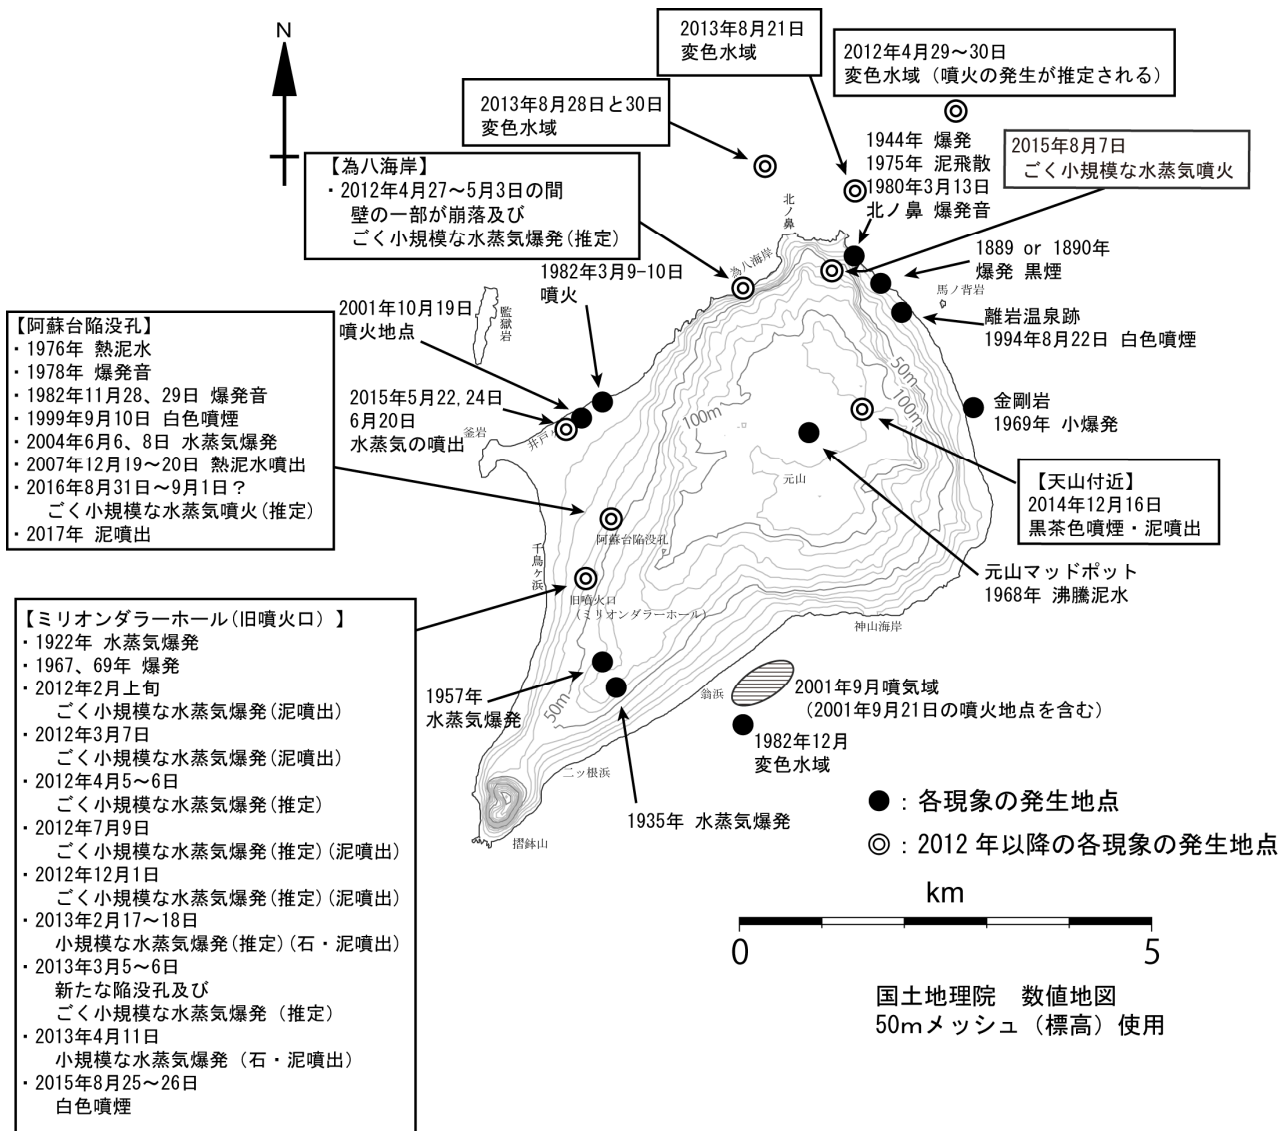 N
2013年8月21日
変色水域
2012年4月29～30日
変色水域（噴火の発生が推定される）
2013年8月28日と30日
変色水域
1944年 爆発
1975年 泥飛散
1980年3月13日
北ノ鼻 爆発音
2015年8月7日
ごく小規模な水蒸気噴火
【為八海岸】
・2012年4月27～5月3日の間
壁の一部が崩落及び
ごく小規模な水蒸気爆発(推定)
北ノ鼻
為八海岸
1889 or 1890年
爆発 黒煙
馬ノ背岩
離岩温泉跡
1994年8月22日 白色噴煙
1982年3月9-10日
噴火
2001年10月19日
噴火地点
監獄岩
【阿蘇台陥没孔】
・1976年 熱泥水
・1978年 爆発音
・1982年11月28、29日 爆発音
・1999年9月10日 白色噴煙
・2004年6月6、8日 水蒸気爆発
・2007年12月19～20日 熱泥水噴出
・2016年8月31日～9月1日？
ごく小規模な水蒸気噴火(推定)
・2017年 泥噴出
2015年5月22,24日
6月20日
水蒸気の噴出
釜岩
井戸ヶ
50m
100m
100m
金剛岩
1969年 小爆発
元山
【天山付近】
2014年12月16日
黒茶色噴煙・泥噴出
阿蘇台陥没孔
千鳥ヶ浜
元山マッドポット
1968年 沸騰泥水
旧噴火口
（ミリオンダラーホール）
神山海岸
【ミリオンダラーホール(旧噴火口 )】
・1922年 水蒸気爆発
・1967、69年 爆発
・2012年2月上旬
ごく小規模な水蒸気爆発(泥噴出)
・2012年3月7日
ごく小規模な水蒸気爆発(泥噴出)
・2012年4月5～6日
ごく小規模な水蒸気爆発(推定)
・2012年7月9日
ごく小規模な水蒸気爆発(推定)(泥噴出)
・2012年12月1日
ごく小規模な水蒸気爆発(推定)(泥噴出)
・2013年2月17～18日
小規模な水蒸気爆発(推定)(石・泥噴出)
・2013年3月5～6日
新たな陥没孔及び
ごく小規模な水蒸気爆発（推定）
・2013年4月11日
小規模な水蒸気爆発（石・泥噴出）
・2015年8月25～26日
白色噴煙
1957年
水蒸気爆発
50m
翁浜
2001年9月噴気域
（2001年9月21日の噴火地点を含む）
1982年12月
変色水域
二ッ根浜
1935年 水蒸気爆発
摺鉢山
：各現象の発生地点
：2012年以降の各現象の発生地点
km
0 5
国土地理院　数値地図
50mメッシュ（標高）使用